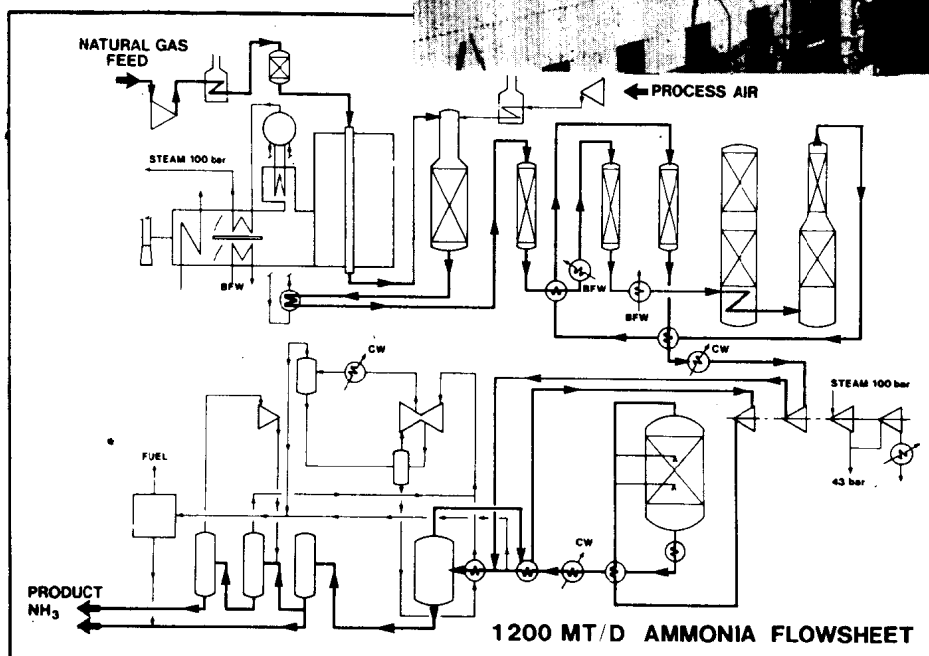 NATURAL GAS
FEED
PROCESS AIR
STEAM 100 bar
BFW
BFW
BFW
CW
CW
STEAM 100 bar
43 bar
FUEL
CW
PRODUCT
NH₃
1200 MT/D AMMONIA FLOWSHEET